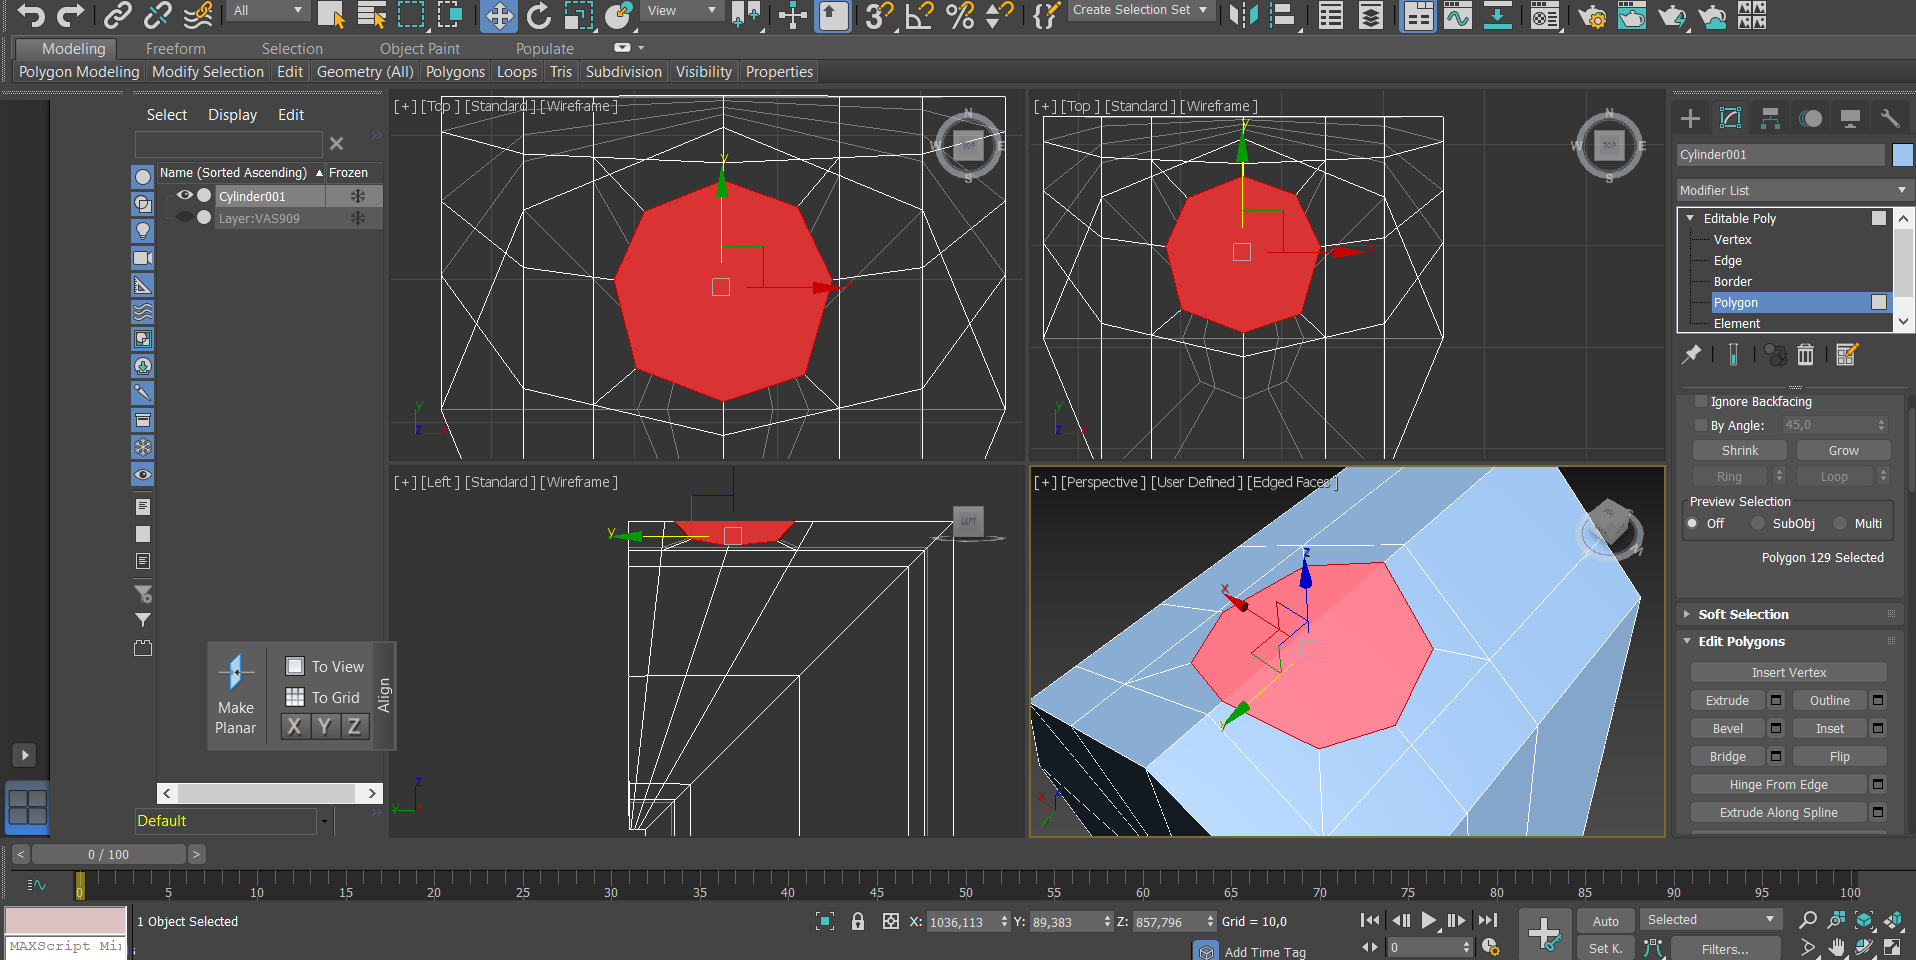 All
View
Create Selection Set
Modeling Freeform Selection Object Paint Populate
Polygon Modeling Modify Selection Edit Geometry (All) Polygons Loops Tris Subdivision Visibility Properties
Select Display Edit
Name (Sorted Ascending) Frozen
Cylinder001
Layer:VAS909
[+] [Top ] [Standard ] [Wireframe ]
N
W TOP E
S
y
y
z
[+] [Top ] [Standard ] [Wireframe ]
N
W TOP E
S
y
y
z
[+] [Left ] [Standard ] [Wireframe ]
LEFT
y
z
y x
[+] [Perspective ] [User Defined ] [Edged Faces ]
z
x
y
x
z
y
Make
Planar
To View
To Grid
X Y Z
Align
Default
Cylinder001
Modifier List
Editable Poly
Vertex
Edge
Border
Polygon
Element
Ignore Backfacing
By Angle: 45,0
Shrink Grow
Ring Loop
Preview Selection
Off SubObj Multi
Polygon 129 Selected
Soft Selection
Edit Polygons
Insert Vertex
Extrude Outline
Bevel Inset
Bridge Flip
Hinge From Edge
Extrude Along Spline
< 0 / 100 >
0 5 10 15 20 25 30 35 40 45 50 55 60 65 70 75 80 85 90 95 100
1 Object Selected
X: 1036,113 Y: 89,383 Z: 857,796 Grid = 10,0
Auto Selected
MAXScript Mi
Add Time Tag
0
Set K. Filters...